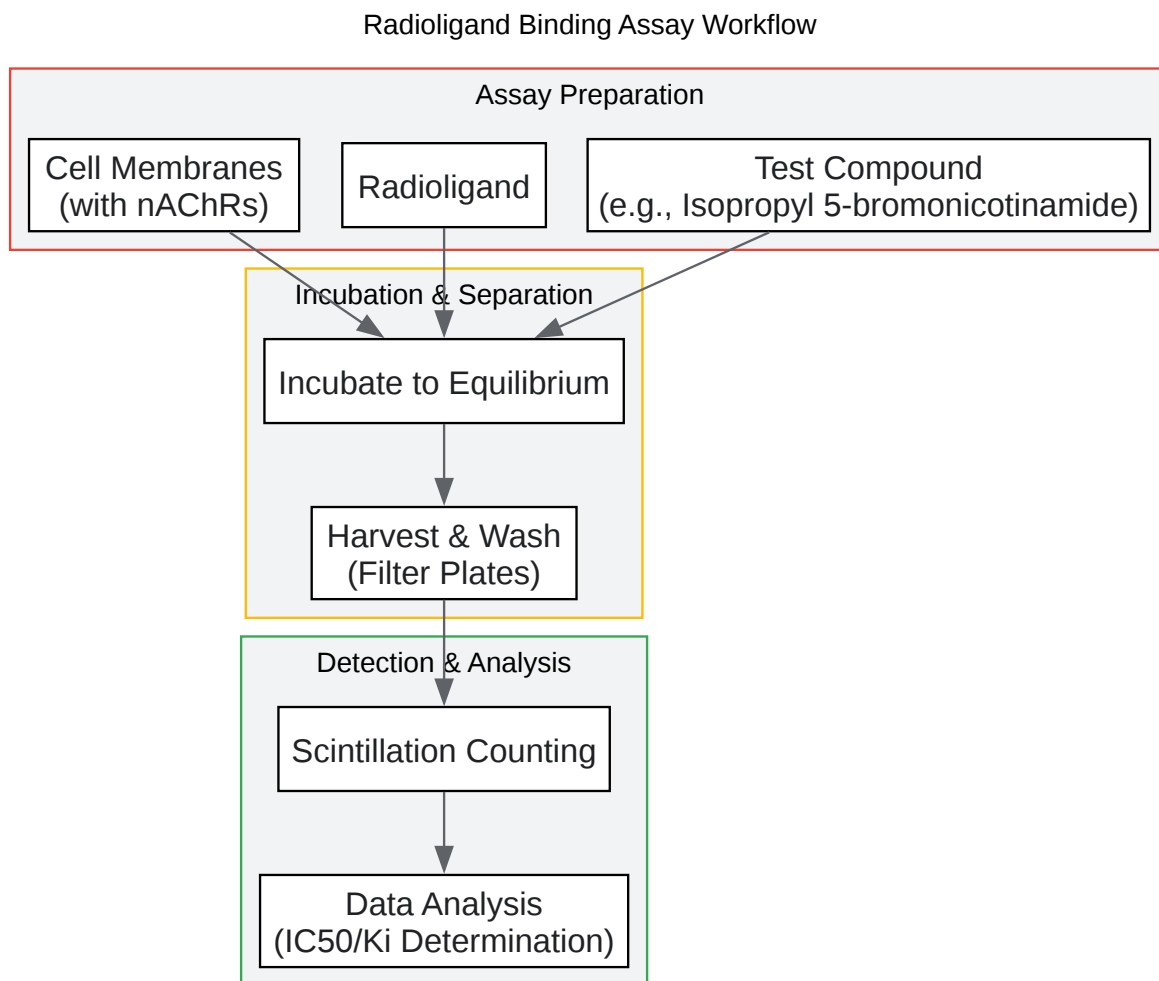 Radioligand Binding Assay Workflow
Assay Preparation
Cell Membranes
(with nAChRs)
Radioligand
Test Compound
(e.g., Isopropyl 5-bromonicotinamide)
Incubation & Separation
Incubate to Equilibrium
Harvest & Wash
(Filter Plates)
Detection & Analysis
Scintillation Counting
Data Analysis
(IC50/Ki Determination)